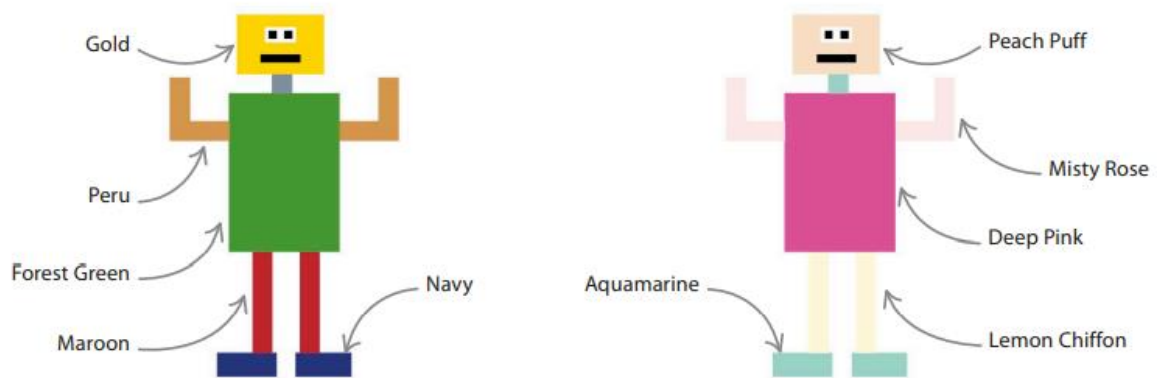 Gold
Peru
Forest Green
Maroon
Navy
Peach Puff
Misty Rose
Deep Pink
Aquamarine
Lemon Chiffon